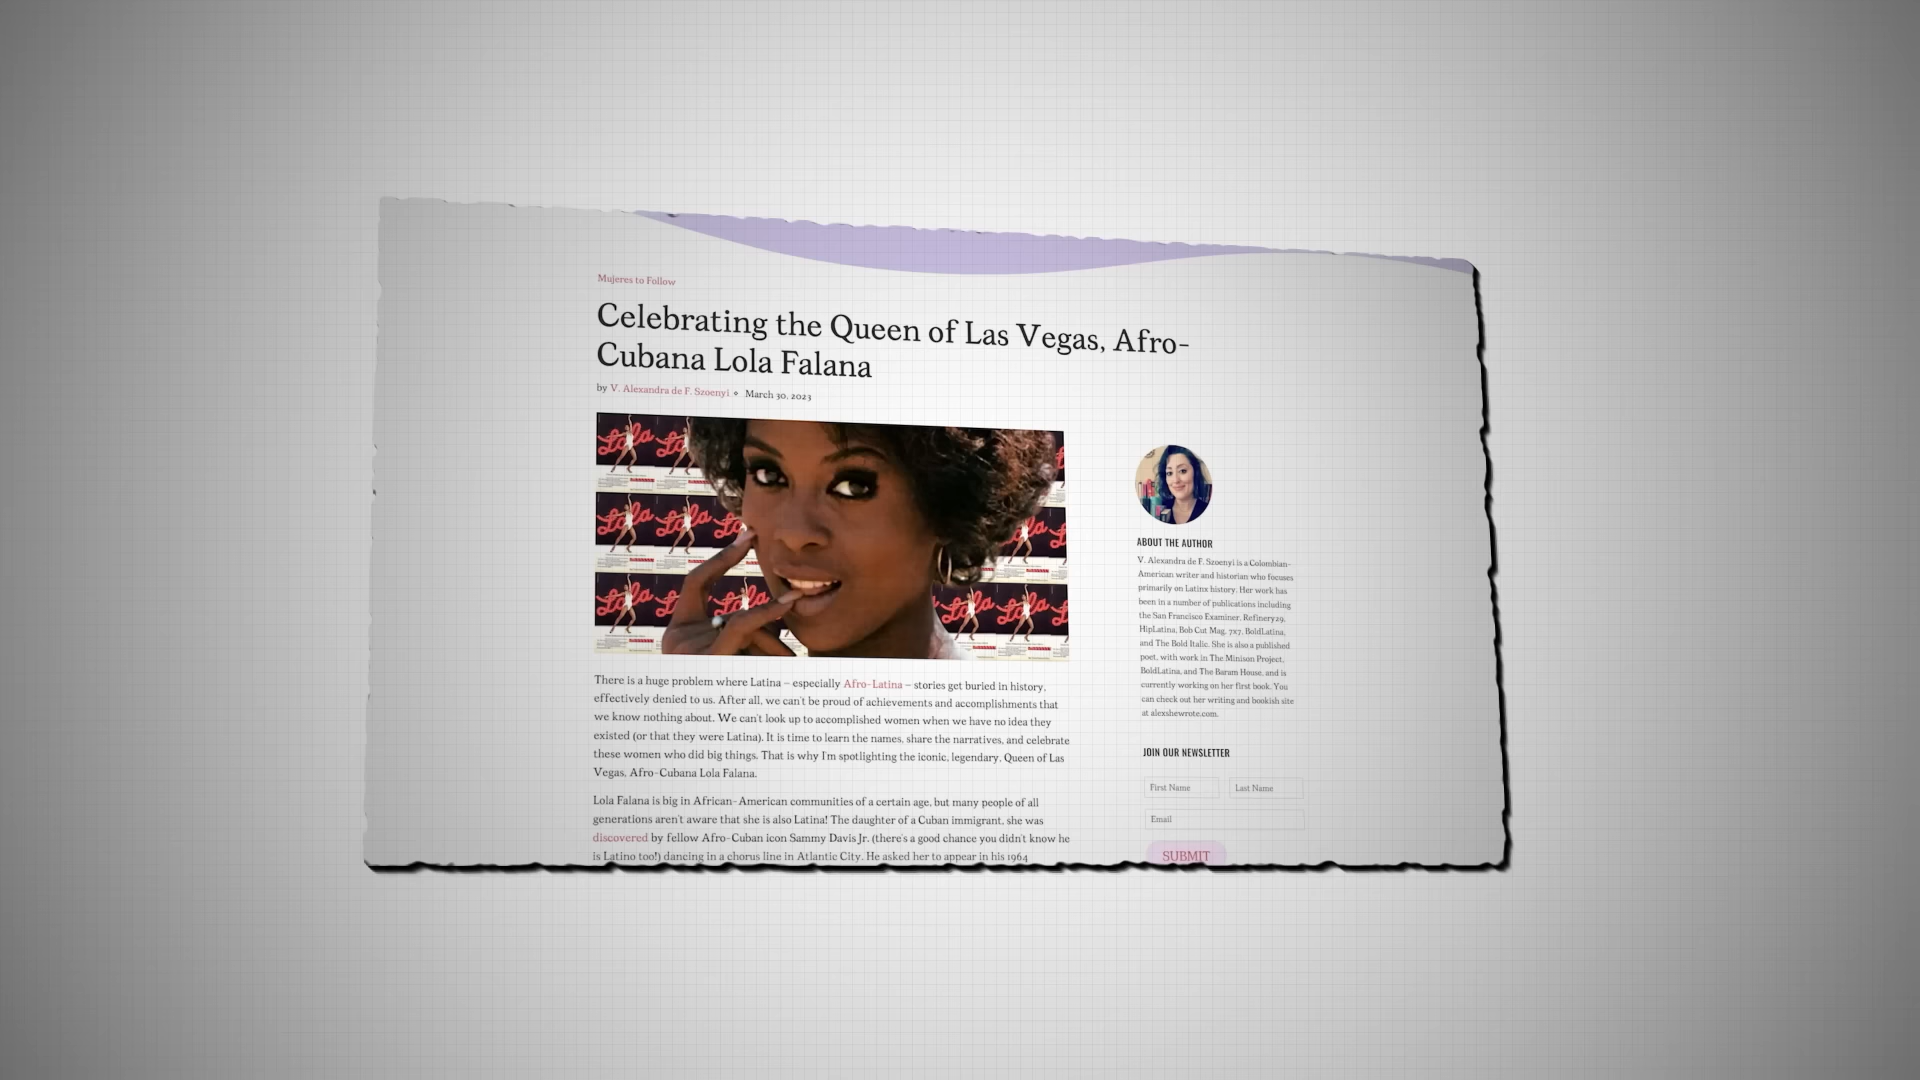 Mujeres to Follow
Celebrating the Queen of Las Vegas, Afro-
Cubana Lola Falana
by V. Alexandra de F. Szoenyi ⋄ March 30, 2023
Lola Lola
Lola Lola Lola Lola Lola
Lola Lola Lola Lola Lola Lola
There is a huge problem where Latina – especially Afro-Latina – stories get buried in history,
effectively denied to us. After all, we can't be proud of achievements and accomplishments that
we know nothing about. We can't look up to accomplished women when we have no idea they
existed (or that they were Latina). It is time to learn the names, share the narratives, and celebrate
these women who did big things. That is why I'm spotlighting the iconic, legendary, Queen of Las
Vegas, Afro-Cubana Lola Falana.
Lola Falana is big in African-American communities of a certain age, but many people of all
generations aren't aware that she is also Latina! The daughter of a Cuban immigrant, she was
discovered by fellow Afro-Cuban icon Sammy Davis Jr. (there's a good chance you didn't know he
is Latino too!) dancing in a chorus line in Atlantic City. He asked her to appear in his 1964
ABOUT THE AUTHOR
V. Alexandra de F. Szoenyi is a Colombian-
American writer and historian who focuses
primarily on Latinx history. Her work has
been in a number of publications including
the San Francisco Examiner, Refinery29,
HipLatina, Bob Cut Mag, 7x7, BoldLatina,
and The Bold Italic. She is also a published
poet, with work in The Minison Project,
BoldLatina, and The Baram House, and is
currently working on her first book. You
can check out her writing and bookish site
at alexshewrote.com.
JOIN OUR NEWSLETTER
First Name Last Name
Email
SUBMIT